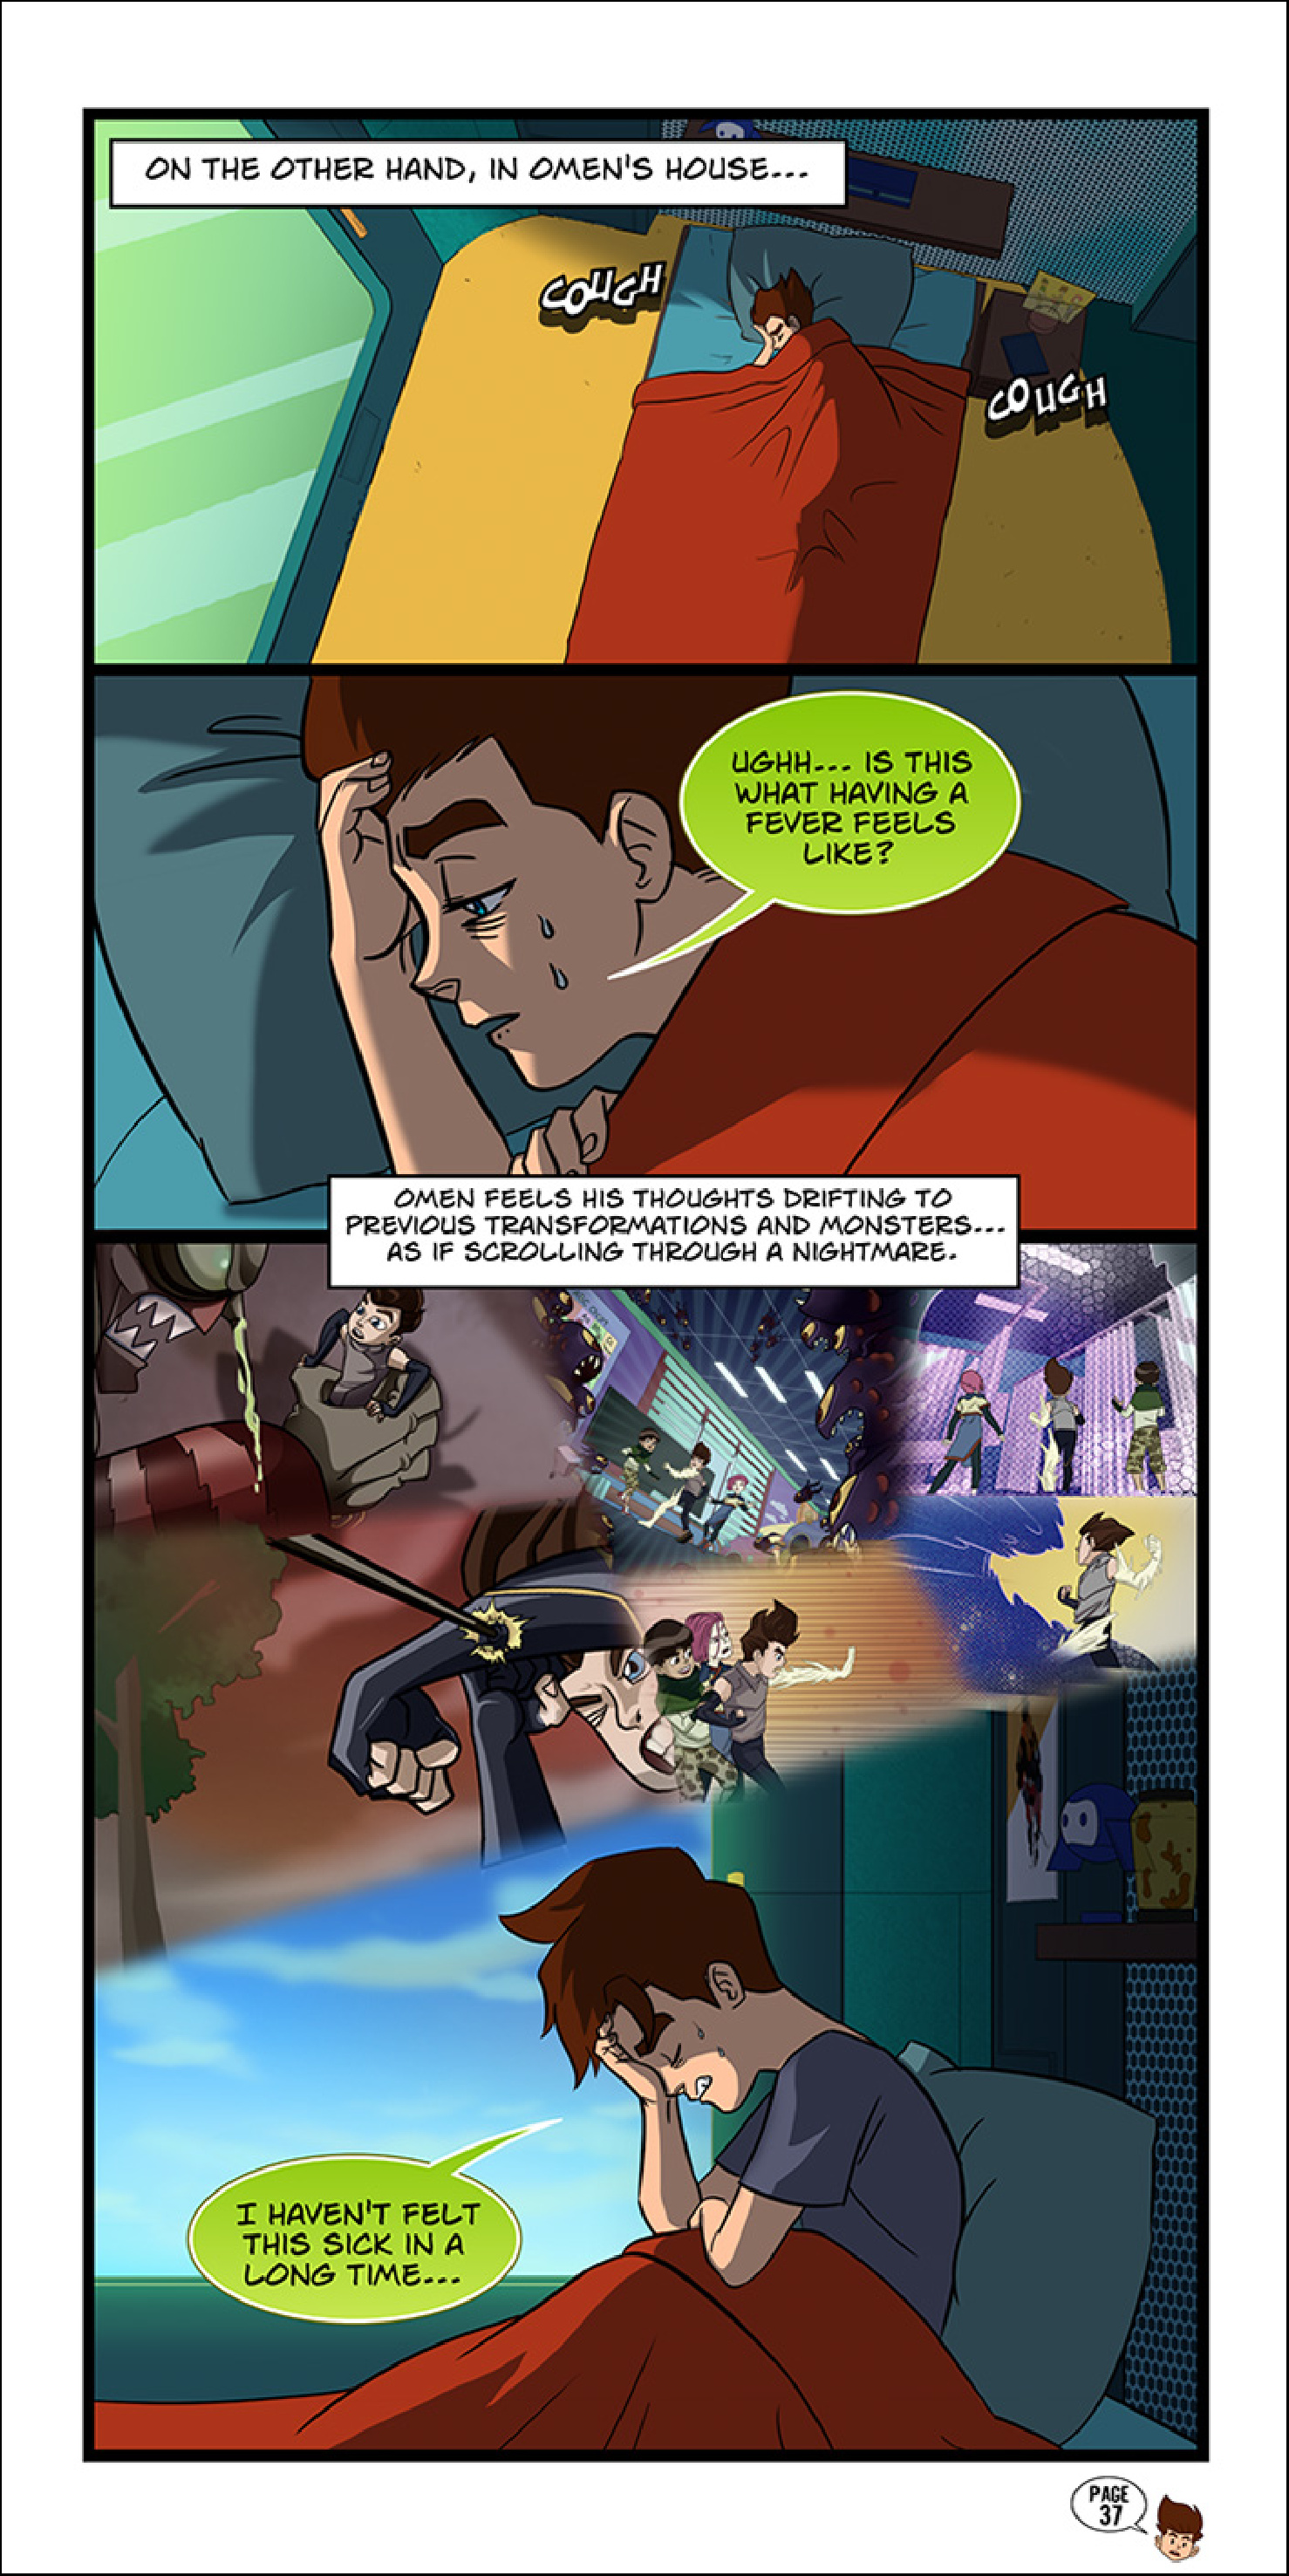 ON THE OTHER HAND, IN OMEN'S HOUSE...
COUGH
COUGH
UGHH... IS THIS
WHAT HAVING A
FEVER FEELS
LIKE?
OMEN FEELS HIS THOUGHTS DRIFTING TO
PREVIOUS TRANSFORMATIONS AND MONSTERS...
AS IF SCROLLING THROUGH A NIGHTMARE.
I HAVEN'T FELT
THIS SICK IN A
LONG TIME...
PAGE
37